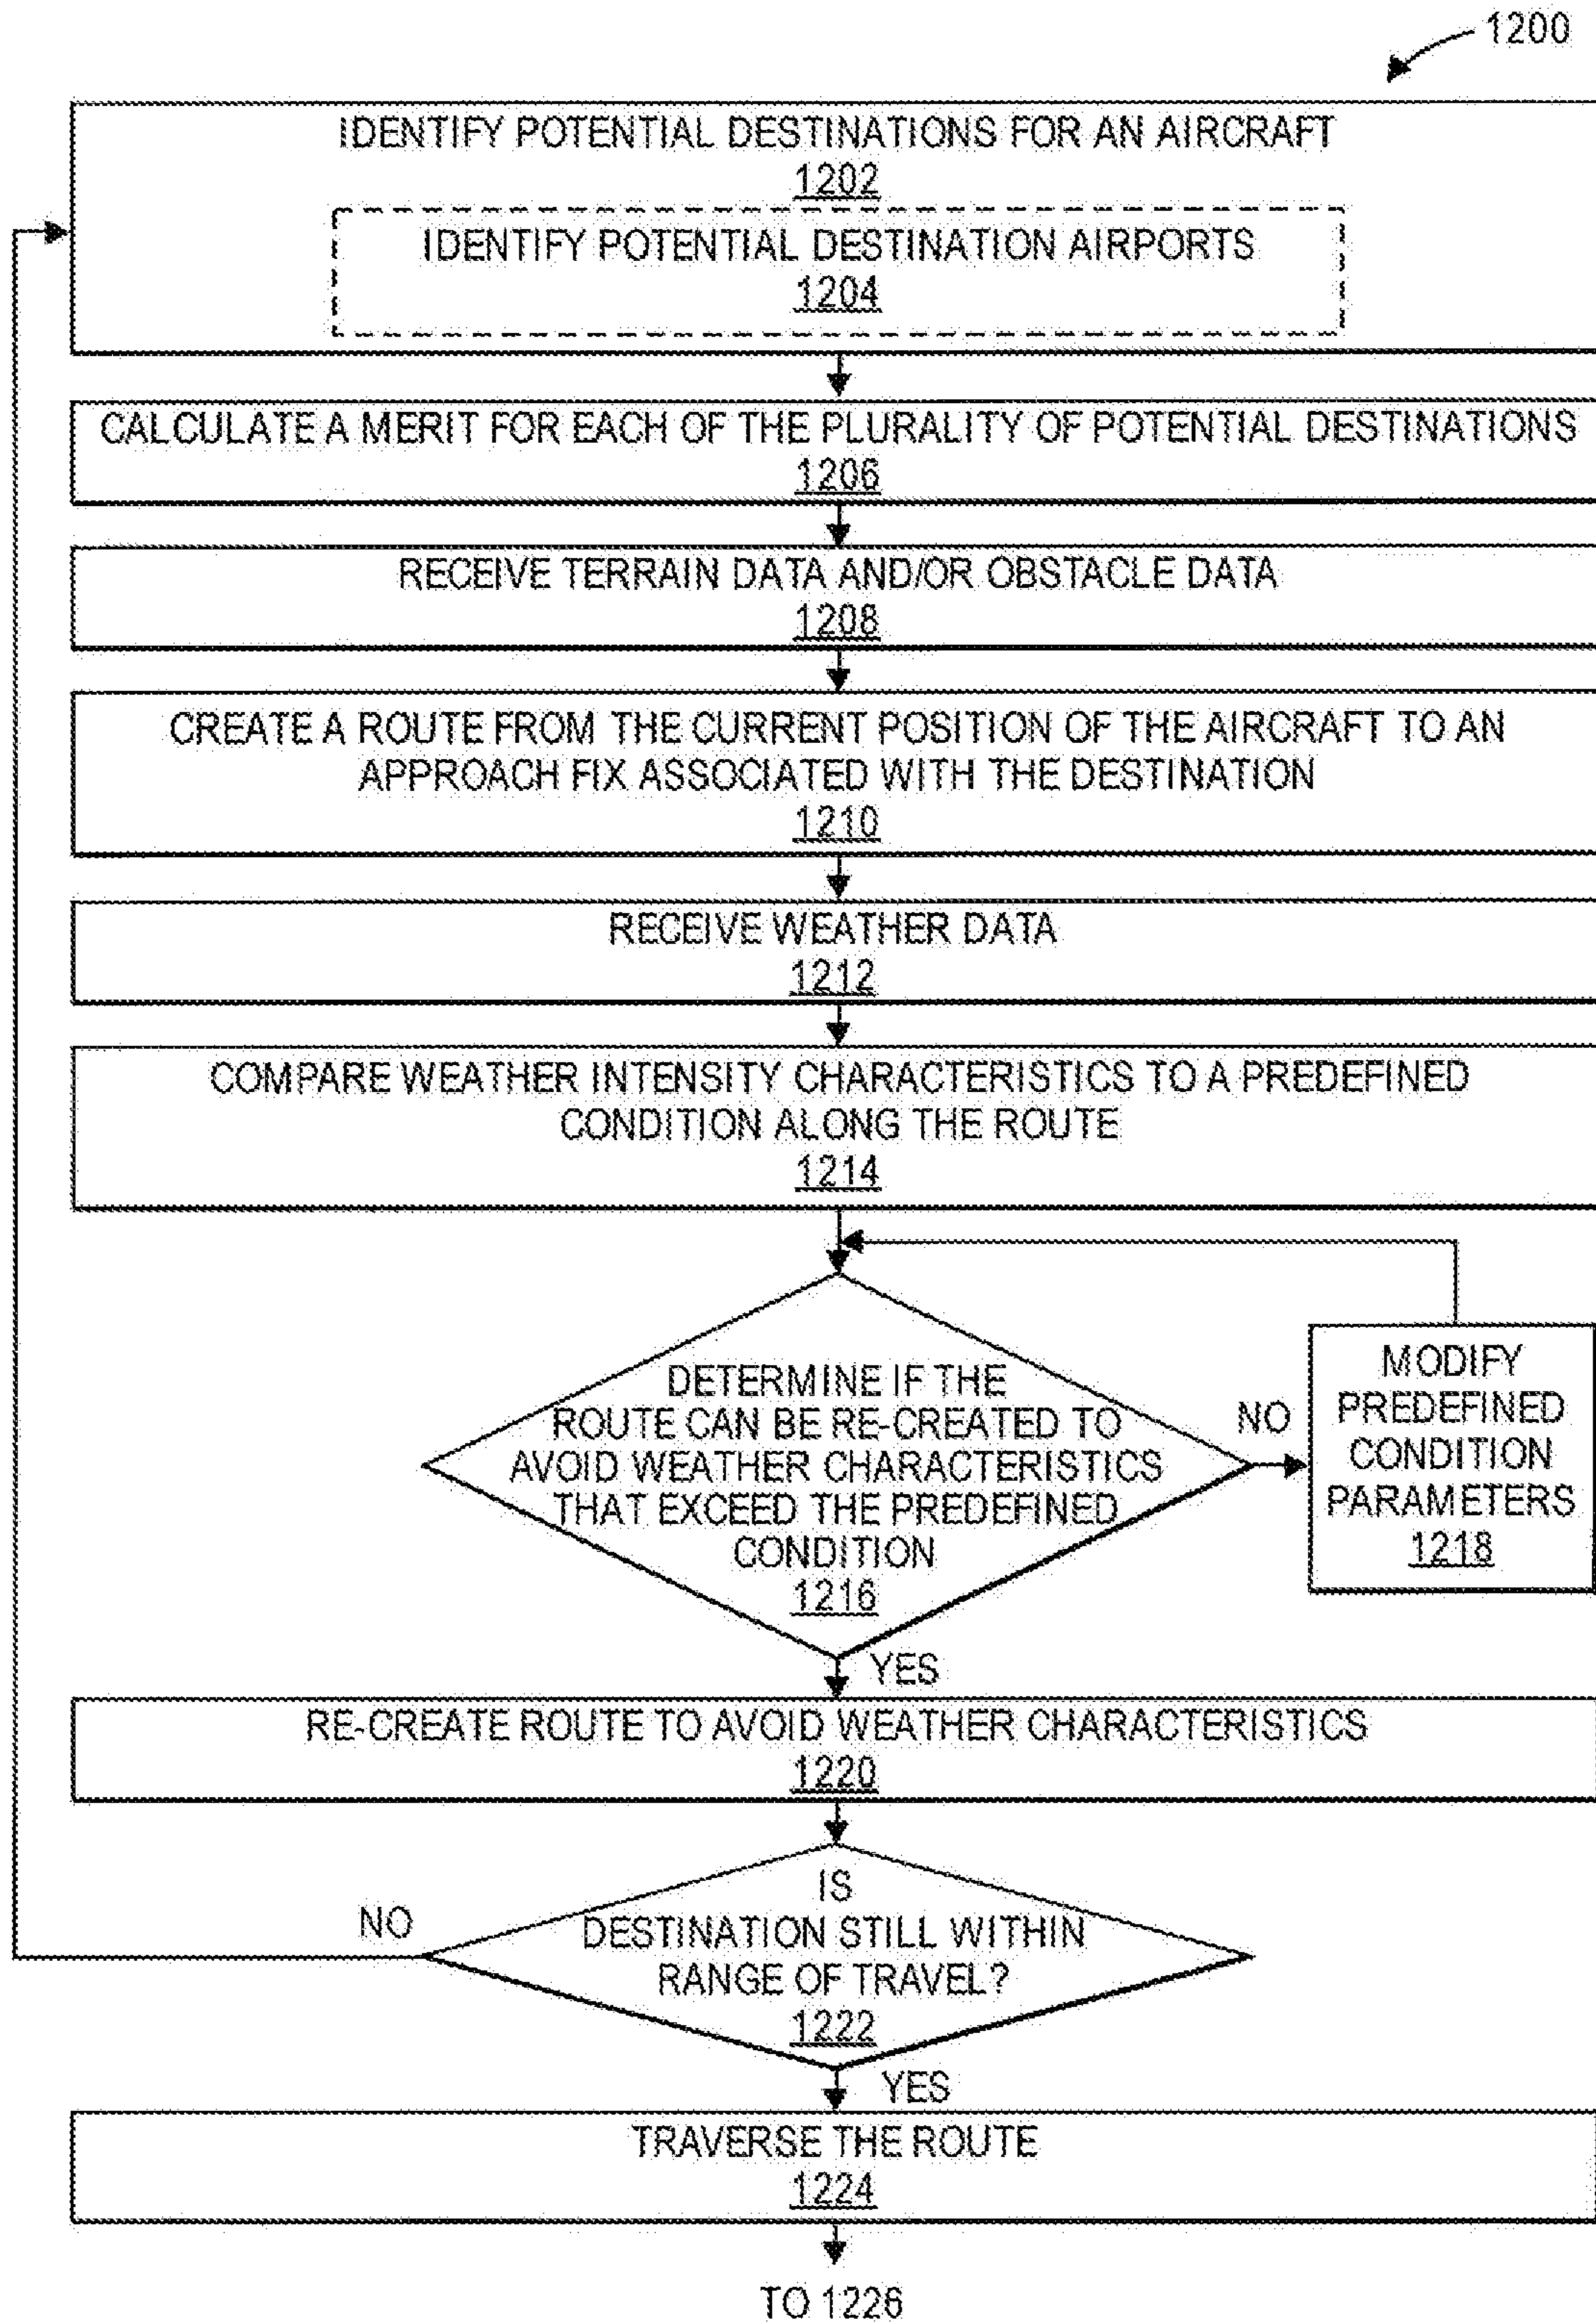 1200
IDENTIFY POTENTIAL DESTINATIONS FOR AN AIRCRAFT
1202
IDENTIFY POTENTIAL DESTINATION AIRPORTS
1204
CALCULATE A MERIT FOR EACH OF THE PLURALITY OF POTENTIAL DESTINATIONS
1206
RECEIVE TERRAIN DATA AND/OR OBSTACLE DATA
1208
CREATE A ROUTE FROM THE CURRENT POSITION OF THE AIRCRAFT TO AN
APPROACH FIX ASSOCIATED WITH THE DESTINATION
1210
RECEIVE WEATHER DATA
1212
COMPARE WEATHER INTENSITY CHARACTERISTICS TO A PREDEFINED
CONDITION ALONG THE ROUTE
1214
DETERMINE IF THE
ROUTE CAN BE RE-CREATED TO
AVOID WEATHER CHARACTERISTICS
THAT EXCEED THE PREDEFINED
CONDITION
1216
NO
MODIFY
PREDEFINED
CONDITION
PARAMETERS
1218
YES
RE-CREATE ROUTE TO AVOID WEATHER CHARACTERISTICS
1220
IS
DESTINATION STILL WITHIN
RANGE OF TRAVEL?
1222
NO
YES
TRAVERSE THE ROUTE
1224
TO 1226